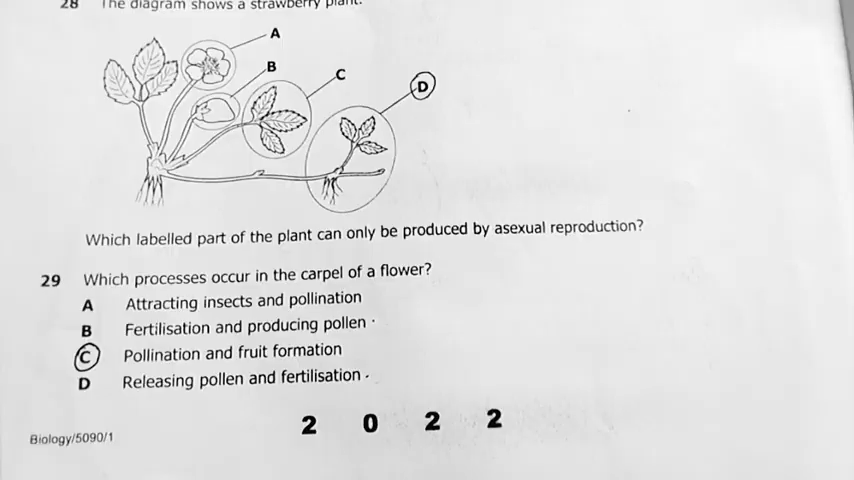 28 The diagram shows a strawberry plant.
A
B
C
D
Which labelled part of the plant can only be produced by asexual reproduction?
29 Which processes occur in the carpel of a flower?
A Attracting insects and pollination
B Fertilisation and producing pollen
C Pollination and fruit formation
D Releasing pollen and fertilisation
2 0 2 2
Biology/5090/1